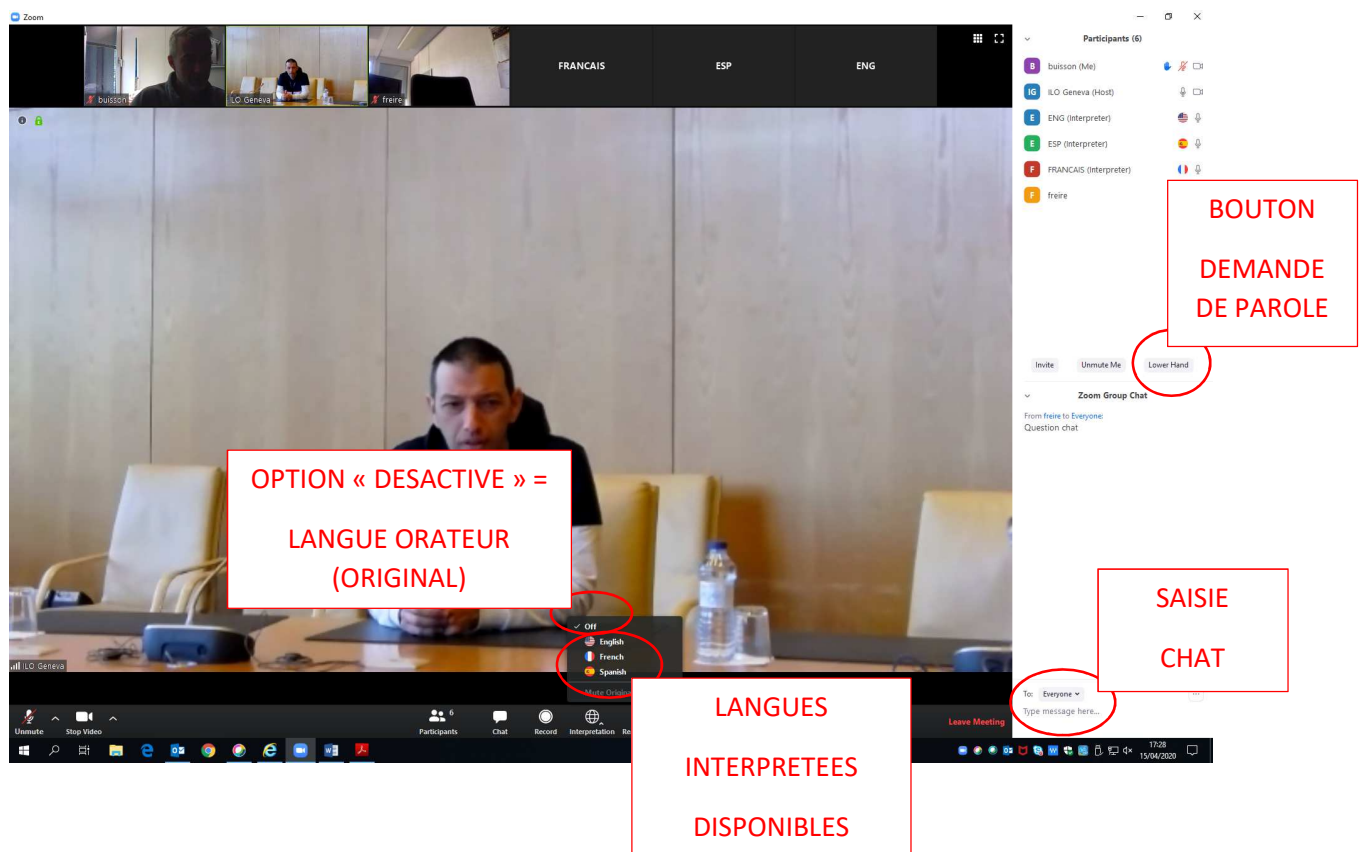 Zoom
Participants (6)
FRANCAIS
ESP
ENG
buisson
ILO Geneva
freire
B buisson (Me)
IG ILO Geneva (Host)
E ENG (Interpreter)
E ESP (Interpreter)
F FRANCAIS (Interpreter)
F freire
BOUTON
DEMANDE
DE PAROLE
Invite Unmute Me Lower Hand
Zoom Group Chat
From freire to Everyone:
Question chat
OPTION « DESACTIVE » =
LANGUE ORATEUR
(ORIGINAL)
Off
English
French
Spanish
Mute Origina
ILO Geneva
SAISIE
CHAT
To: Everyone
Type message here...
LANGUES
INTERPRETEES
DISPONIBLES
Unmute
Stop Video
6
Participants
Chat
Record
Interpretation
Re
Leave Meeting
17:28
15/04/2020